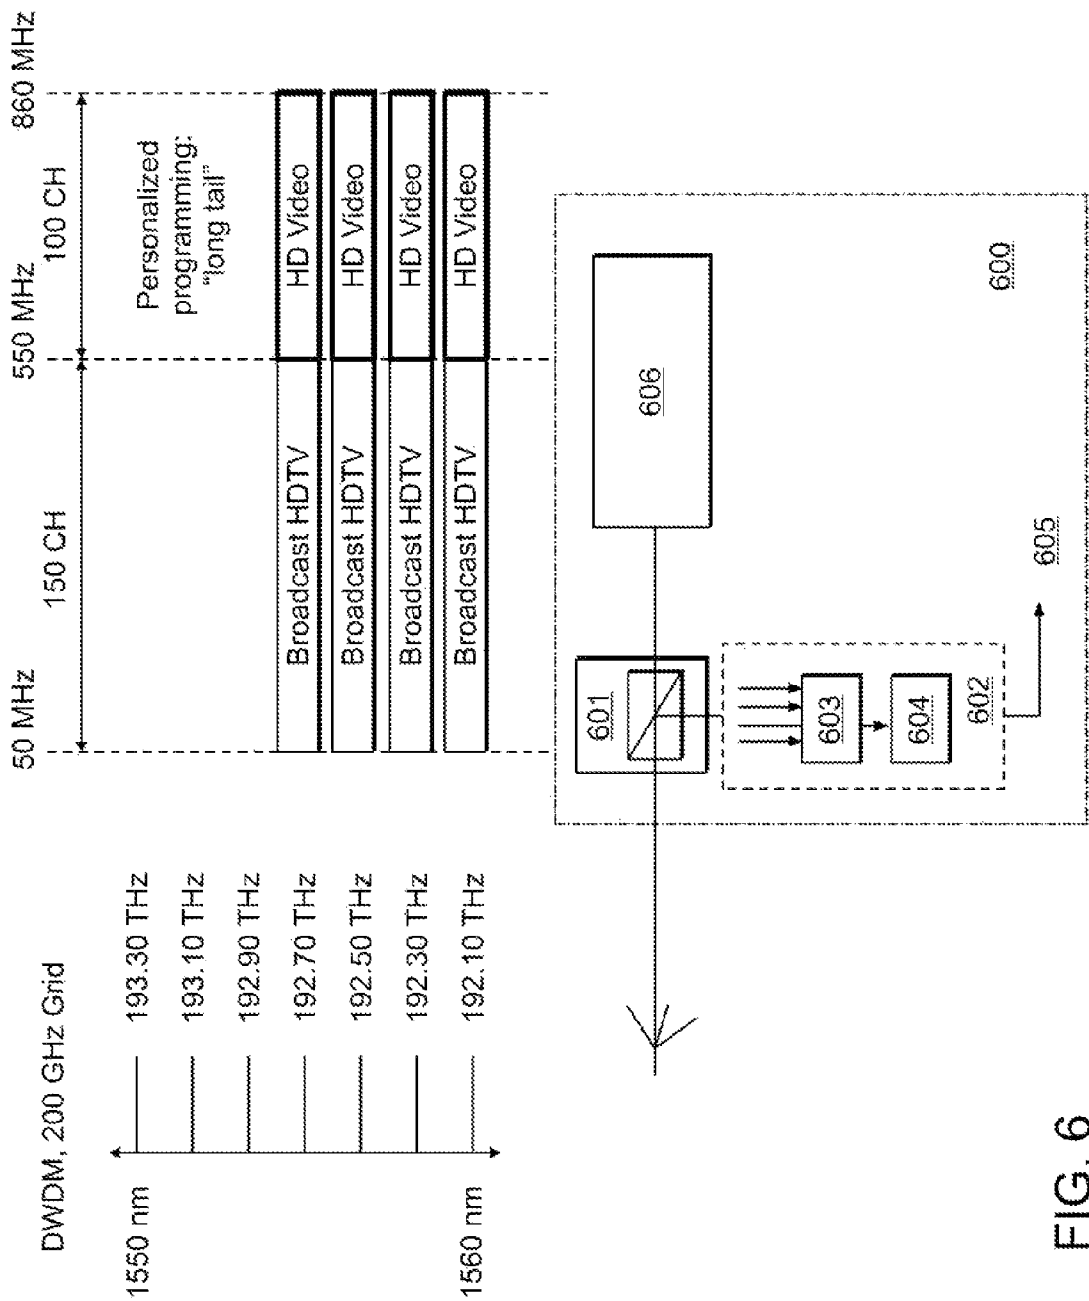 DWDM, 200 GHz Grid
1550 nm
193.30 THz
193.10 THz
192.90 THz
192.70 THz
192.50 THz
192.30 THz
192.10 THz
1560 nm
50 MHz
150 CH
550 MHz
100 CH
860 MHz
Personalized
programming:
"long tail"
Broadcast HDTV
HD Video
Broadcast HDTV
HD Video
Broadcast HDTV
HD Video
Broadcast HDTV
HD Video
601
606
603
604
602
605
600
FIG. 6